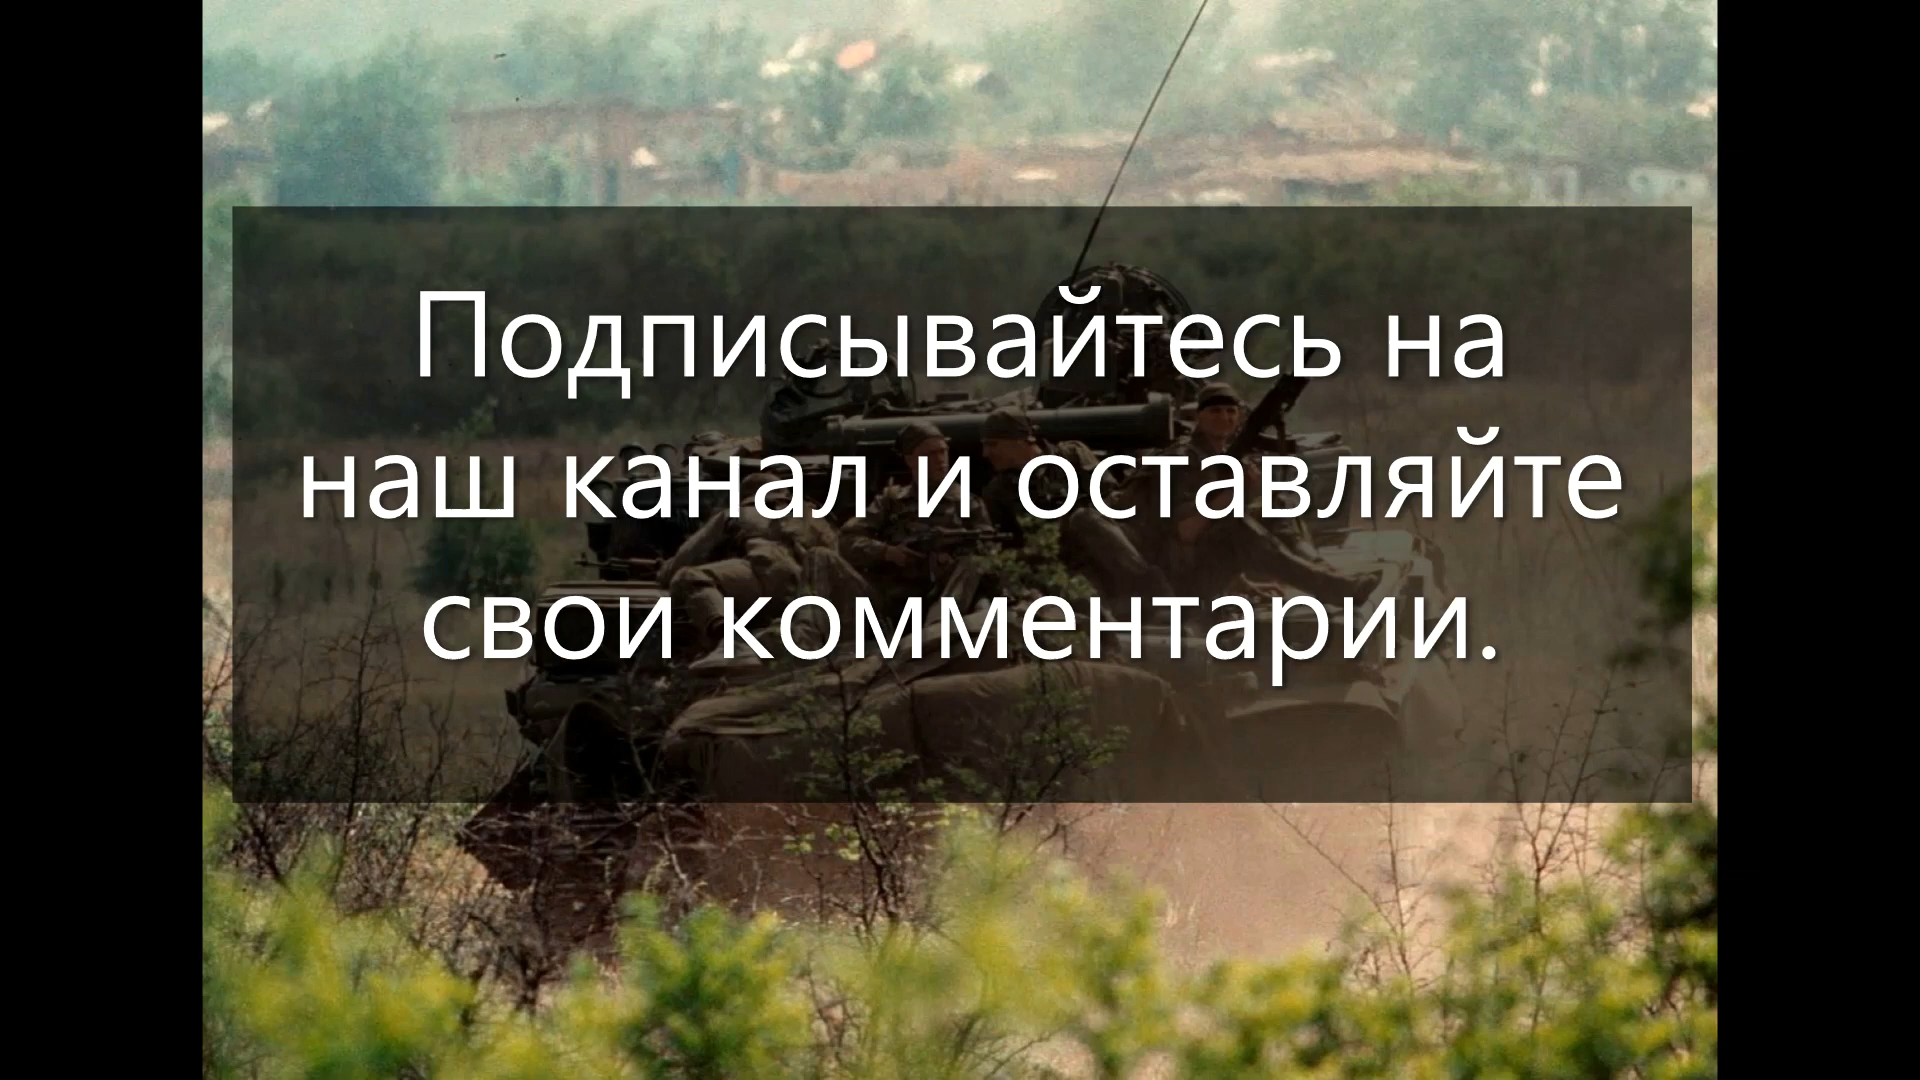 Подписывайтесь на
наш канал и оставляйте
свои комментарии.